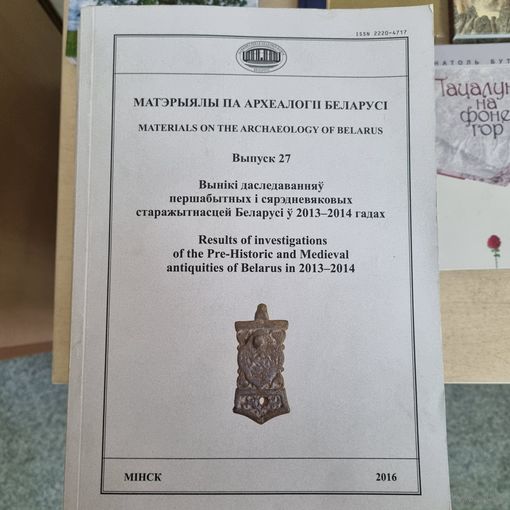 ISSN 2220-4717
МАТЭРЫЯЛЫ ПА АРХЕАЛОГІІ БЕЛАРУСІ
MATERIALS ON THE ARCHAEOLOGY OF BELARUS
Выпуск 27
Вынікі даследаванняў
першабытных і сярэдневяковых
старажытнасцей Беларусі ў 2013–2014 гадах
Results of investigations
of the Pre-Historic and Medieval
antiquities of Belarus in 2013–2014
МІНСК
2016
НАТОЛЬ БУТ
Пацалун
на
фоне
гор